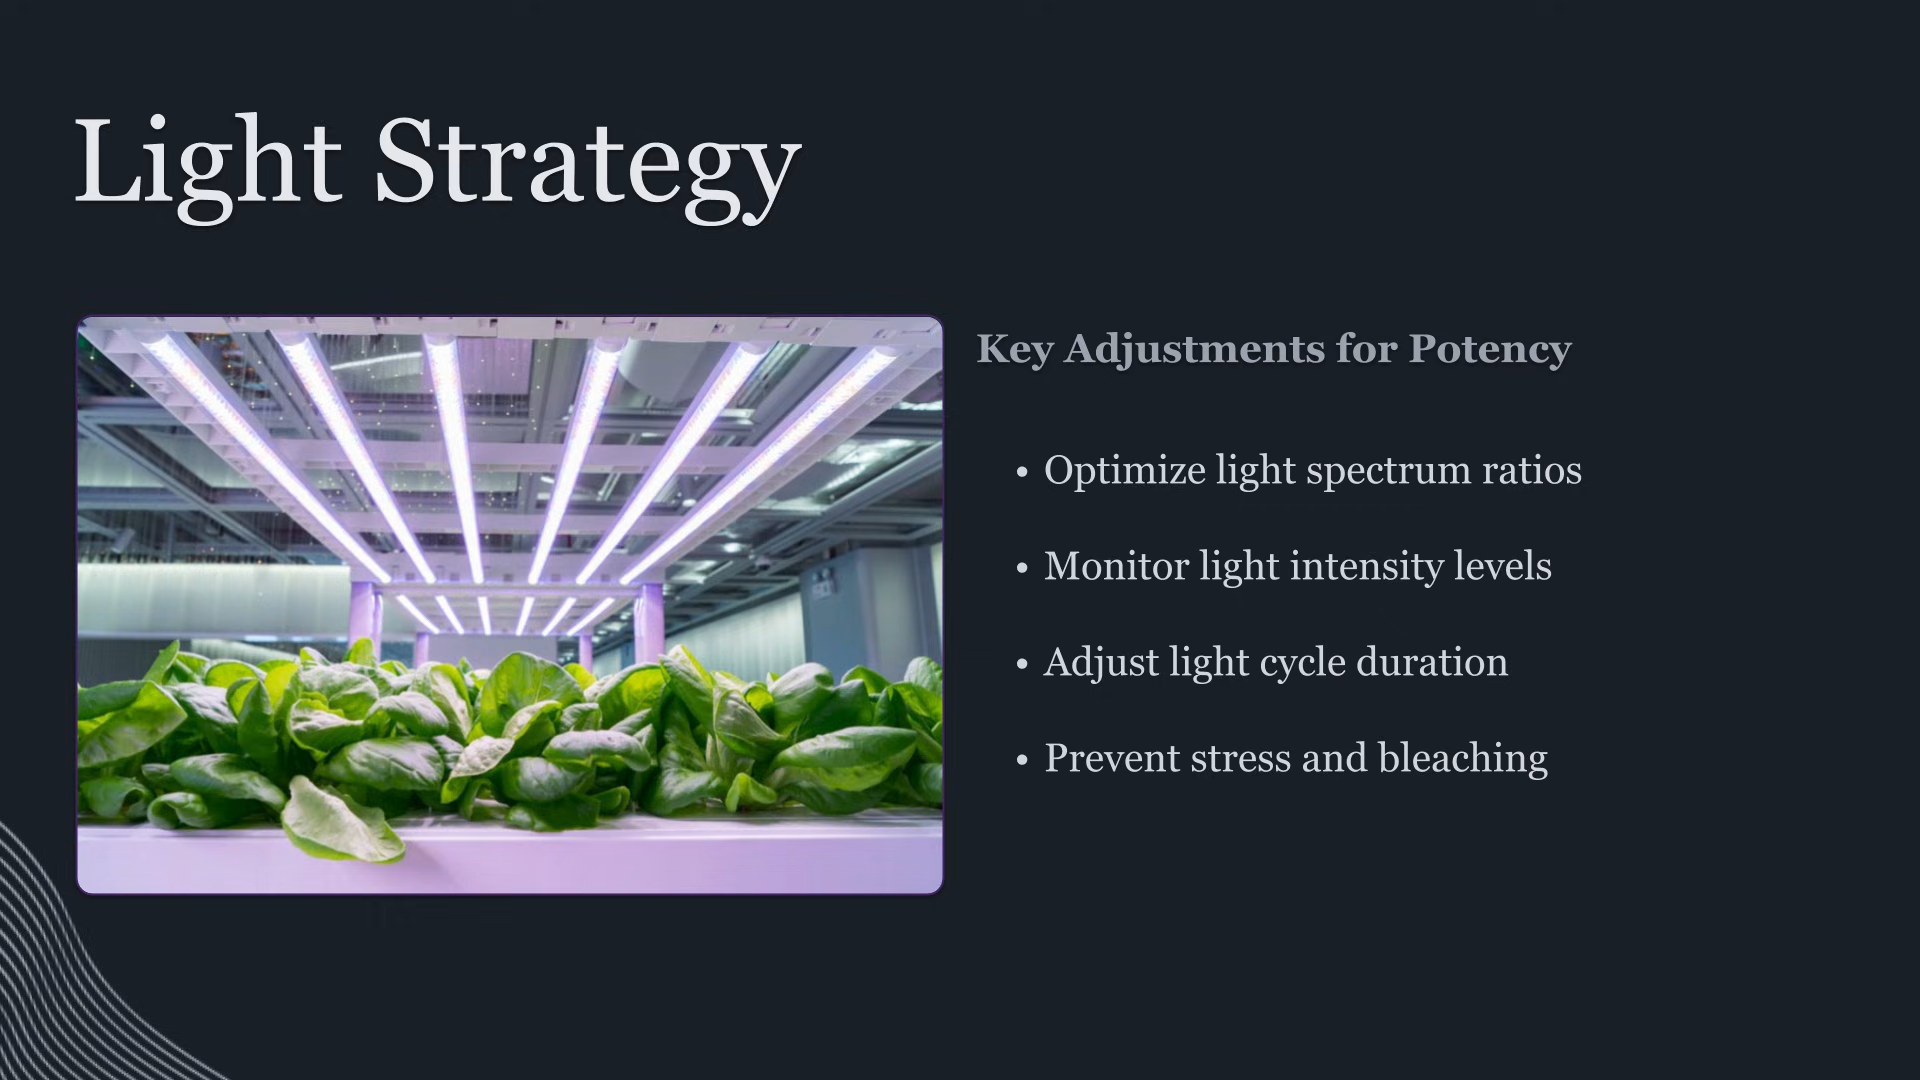 Light Strategy
Key Adjustments for Potency
• Optimize light spectrum ratios
• Monitor light intensity levels
• Adjust light cycle duration
• Prevent stress and bleaching